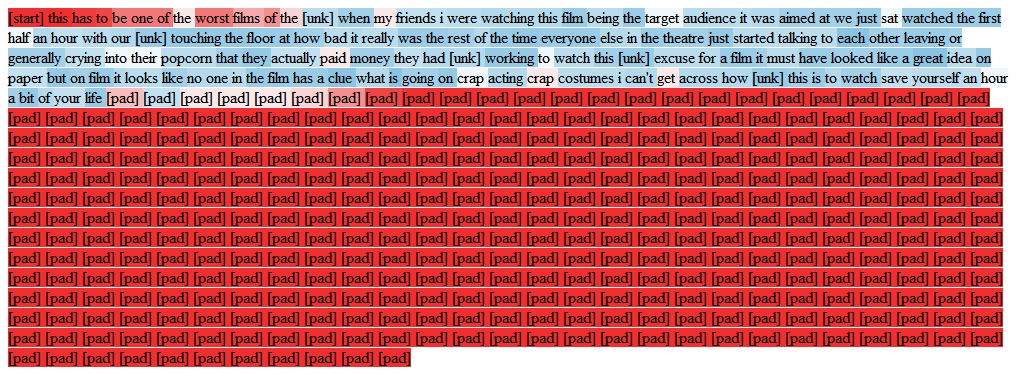 [start] this has to be one of the worst films of the [unk] when my friends i were watching this film being the target audience it was aimed at we just sat watched the first
half an hour with our [unk] touching the floor at how bad it really was the rest of the time everyone else in the theatre just started talking to each other leaving or
generally crying into their popcorn that they actually paid money they had [unk] working to watch this [unk] excuse for a film it must have looked like a great idea on
paper but on film it looks like no one in the film has a clue what is going on crap acting crap costumes i can't get across how [unk] this is to watch save yourself an hour
a bit of your life [pad] [pad] [pad] [pad] [pad] [pad] [pad] [pad] [pad] [pad] [pad] [pad] [pad] [pad] [pad] [pad] [pad] [pad] [pad] [pad] [pad] [pad] [pad] [pad]
[pad] [pad] [pad] [pad] [pad] [pad] [pad] [pad] [pad] [pad] [pad] [pad] [pad] [pad] [pad] [pad] [pad] [pad] [pad] [pad] [pad] [pad] [pad] [pad] [pad] [pad] [pad]
[pad] [pad] [pad] [pad] [pad] [pad] [pad] [pad] [pad] [pad] [pad] [pad] [pad] [pad] [pad] [pad] [pad] [pad] [pad] [pad] [pad] [pad] [pad] [pad] [pad] [pad] [pad]
[pad] [pad] [pad] [pad] [pad] [pad] [pad] [pad] [pad] [pad] [pad] [pad] [pad] [pad] [pad] [pad] [pad] [pad] [pad] [pad] [pad] [pad] [pad] [pad] [pad] [pad] [pad]
[pad] [pad] [pad] [pad] [pad] [pad] [pad] [pad] [pad] [pad] [pad] [pad] [pad] [pad] [pad] [pad] [pad] [pad] [pad] [pad] [pad] [pad] [pad] [pad] [pad] [pad] [pad]
[pad] [pad] [pad] [pad] [pad] [pad] [pad] [pad] [pad] [pad] [pad] [pad] [pad] [pad] [pad] [pad] [pad] [pad] [pad] [pad] [pad] [pad] [pad] [pad] [pad] [pad] [pad]
[pad] [pad] [pad] [pad] [pad] [pad] [pad] [pad] [pad] [pad] [pad] [pad] [pad] [pad] [pad] [pad] [pad] [pad] [pad] [pad] [pad] [pad] [pad] [pad] [pad] [pad] [pad]
[pad] [pad] [pad] [pad] [pad] [pad] [pad] [pad] [pad] [pad] [pad] [pad] [pad] [pad] [pad] [pad] [pad] [pad] [pad] [pad] [pad] [pad] [pad] [pad] [pad] [pad] [pad]
[pad] [pad] [pad] [pad] [pad] [pad] [pad] [pad] [pad] [pad] [pad] [pad] [pad] [pad] [pad] [pad] [pad] [pad] [pad] [pad] [pad] [pad] [pad] [pad] [pad] [pad] [pad]
[pad] [pad] [pad] [pad] [pad] [pad] [pad] [pad] [pad] [pad] [pad] [pad] [pad] [pad] [pad] [pad] [pad] [pad] [pad] [pad] [pad] [pad] [pad] [pad] [pad] [pad] [pad]
[pad] [pad] [pad] [pad] [pad] [pad] [pad] [pad] [pad] [pad] [pad] [pad] [pad] [pad] [pad] [pad] [pad] [pad] [pad] [pad] [pad] [pad] [pad] [pad] [pad] [pad] [pad]
[pad] [pad] [pad] [pad] [pad] [pad] [pad] [pad] [pad] [pad] [pad] [pad] [pad] [pad] [pad] [pad] [pad] [pad] [pad] [pad] [pad] [pad] [pad] [pad] [pad] [pad] [pad]
[pad] [pad] [pad] [pad] [pad] [pad] [pad] [pad] [pad] [pad] [pad] [pad] [pad] [pad] [pad] [pad] [pad] [pad] [pad] [pad] [pad] [pad] [pad] [pad] [pad] [pad] [pad]
[pad] [pad] [pad] [pad] [pad] [pad] [pad] [pad] [pad] [pad] [pad]